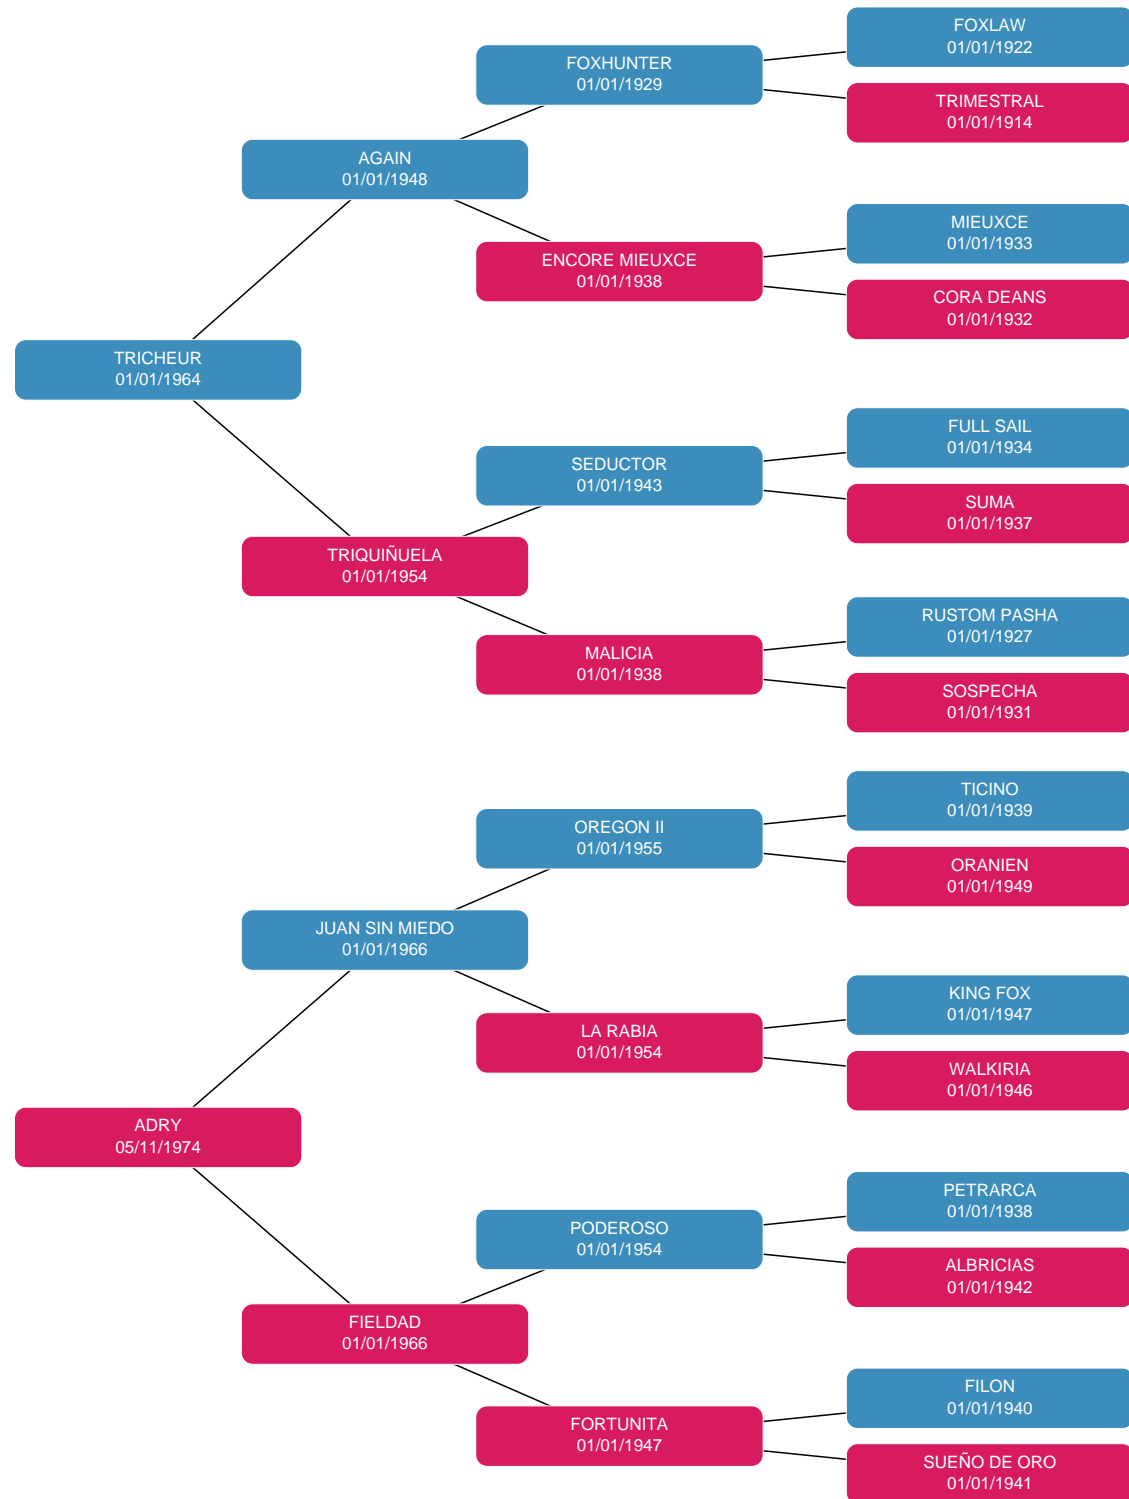 FOXLAW
01/01/1922
FOXHUNTER
01/01/1929
TRIMESTRAL
01/01/1914
AGAIN
01/01/1948
MIEUXCE
01/01/1933
ENCORE MIEUXCE
01/01/1938
CORA DEANS
01/01/1932
TRICHEUR
01/01/1964
FULL SAIL
01/01/1934
SEDUCTOR
01/01/1943
SUMA
01/01/1937
TRIQUIÑUELA
01/01/1954
RUSTOM PASHA
01/01/1927
MALICIA
01/01/1938
SOSPECHA
01/01/1931
TICINO
01/01/1939
OREGON II
01/01/1955
ORANIEN
01/01/1949
JUAN SIN MIEDO
01/01/1966
KING FOX
01/01/1947
LA RABIA
01/01/1954
WALKIRIA
01/01/1946
ADRY
05/11/1974
PETRARCA
01/01/1938
PODEROSO
01/01/1954
ALBRICIAS
01/01/1942
FIELDAD
01/01/1966
FILON
01/01/1940
FORTUNITA
01/01/1947
SUEÑO DE ORO
01/01/1941